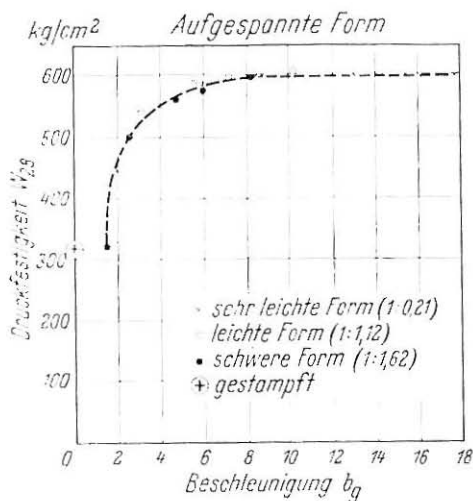 kg/cm²
Aufgespannte Form
600
500
400
300
200
100
0
2
4
6
8
10
12
14
16
18
Druckfestigkeit W28
sehr leichte Form (1:0,21)
leichte Form (1:1,12)
schwere Form (1:1,62)
gestampft
Beschleunigung bg